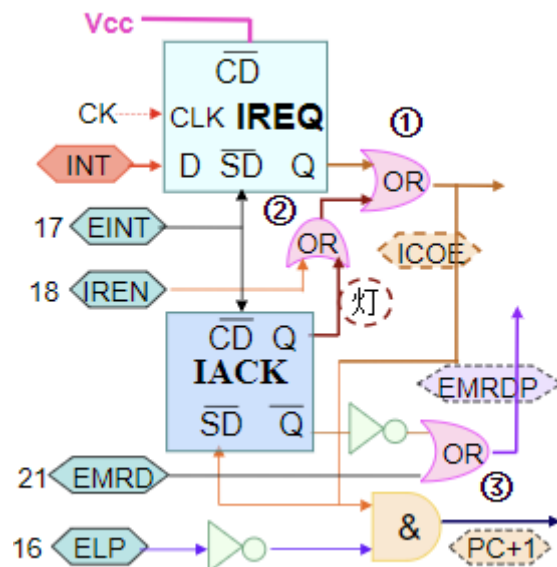 Vcc
CD
CK
CLK IREQ
①
INT
D SD Q
OR
17 EINT
②
OR
ICOE
18 IREN
灯
CD Q
IACK
EMRDP
SD Q
OR
21 EMRD
③
16 ELP
&
PC+1